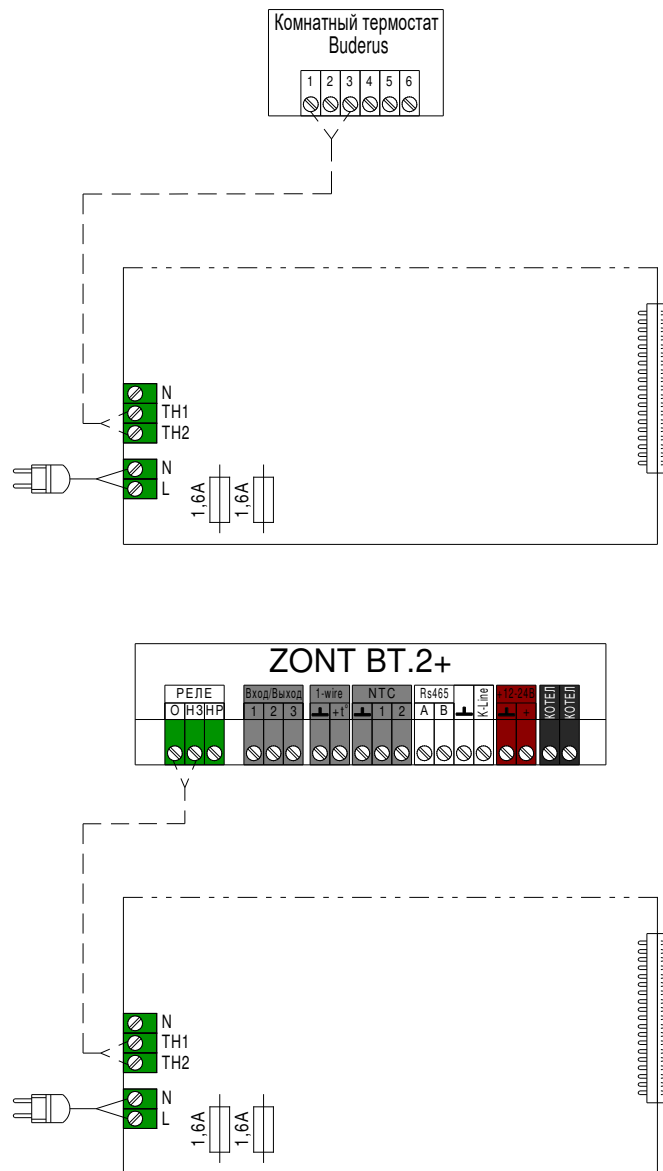 Комнатный термостат
Buderus
1 2 3 4 5 6
N
TH1
TH2
N
L
1,6A 1,6A
ZONT BT.2+
РЕЛЕ Вход/Выход 1-wire NTC Rs465 K-Line +12-24В КОТЕЛ КОТЕЛ
О НЗ НР 1 2 3 +t° 1 2 A B +
N
TH1
TH2
N
L
1,6A 1,6A